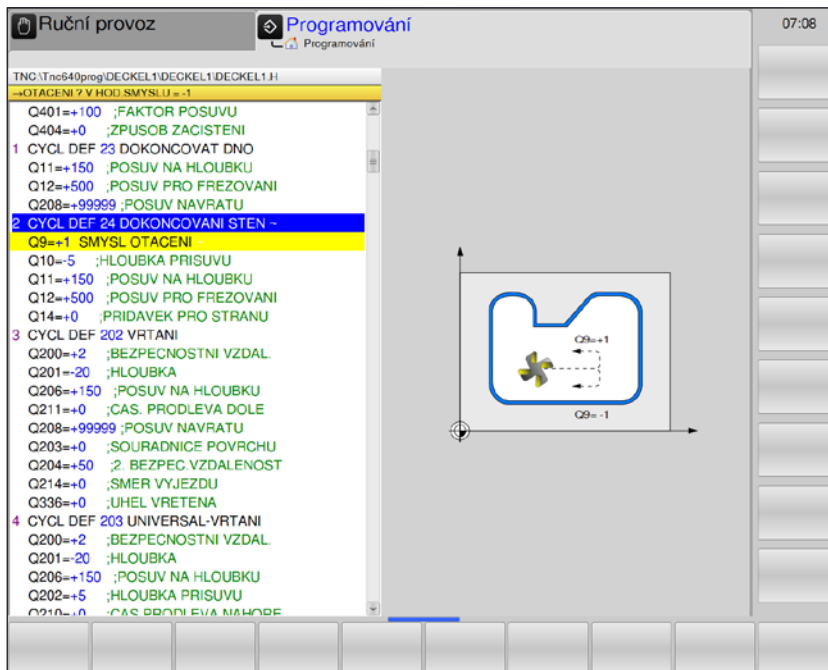 Ruční provoz
Programování
07:08
Programování
TNC:\Tnc640prog\DECKEL1\DECKEL1\DECKEL1.H
→OTACENI ? V HOD.SMYSLU = -1
Q401=+100 ;FAKTOR POSUVU
Q404=+0 ;ZPUSOB ZACISTENI
1 CYCL DEF 23 DOKONCOVAT DNO
Q11=+150 ;POSUV NA HLOUBKU
Q12=+500 ;POSUV PRO FREZOVANI
Q208=+99999 ;POSUV NAVRATU
2 CYCL DEF 24 DOKONCOVANI STEN ~
Q9=+1 SMYSL OTACENI ~
Q10=-5 ;HLOUBKA PRISUVU
Q11=+150 ;POSUV NA HLOUBKU
Q12=+500 ;POSUV PRO FREZOVANI
Q14=+0 ;PRIDAVEK PRO STRANU
3 CYCL DEF 202 VRTANI
Q200=+2 ;BEZPECNOSTNI VZDAL.
Q201=-20 ;HLOUBKA
Q206=+150 ;POSUV NA HLOUBKU
Q211=+0 ;CAS. PRODLEVA DOLE
Q208=+99999 ;POSUV NAVRATU
Q203=+0 ;SOURADNICE POVRCHU
Q204=+50 ;2. BEZPEC.VZDALENOST
Q214=+0 ;SMER VYJEZDU
Q336=+0 ;UHEL VRETENA
4 CYCL DEF 203 UNIVERSAL-VRTANI
Q200=+2 ;BEZPECNOSTNI VZDAL.
Q201=-20 ;HLOUBKA
Q206=+150 ;POSUV NA HLOUBKU
Q202=+5 ;HLOUBKA PRISUVU
Q210=+0 ;CAS.PRODLEVA NAHORE
Q9=+1
Q9= -1